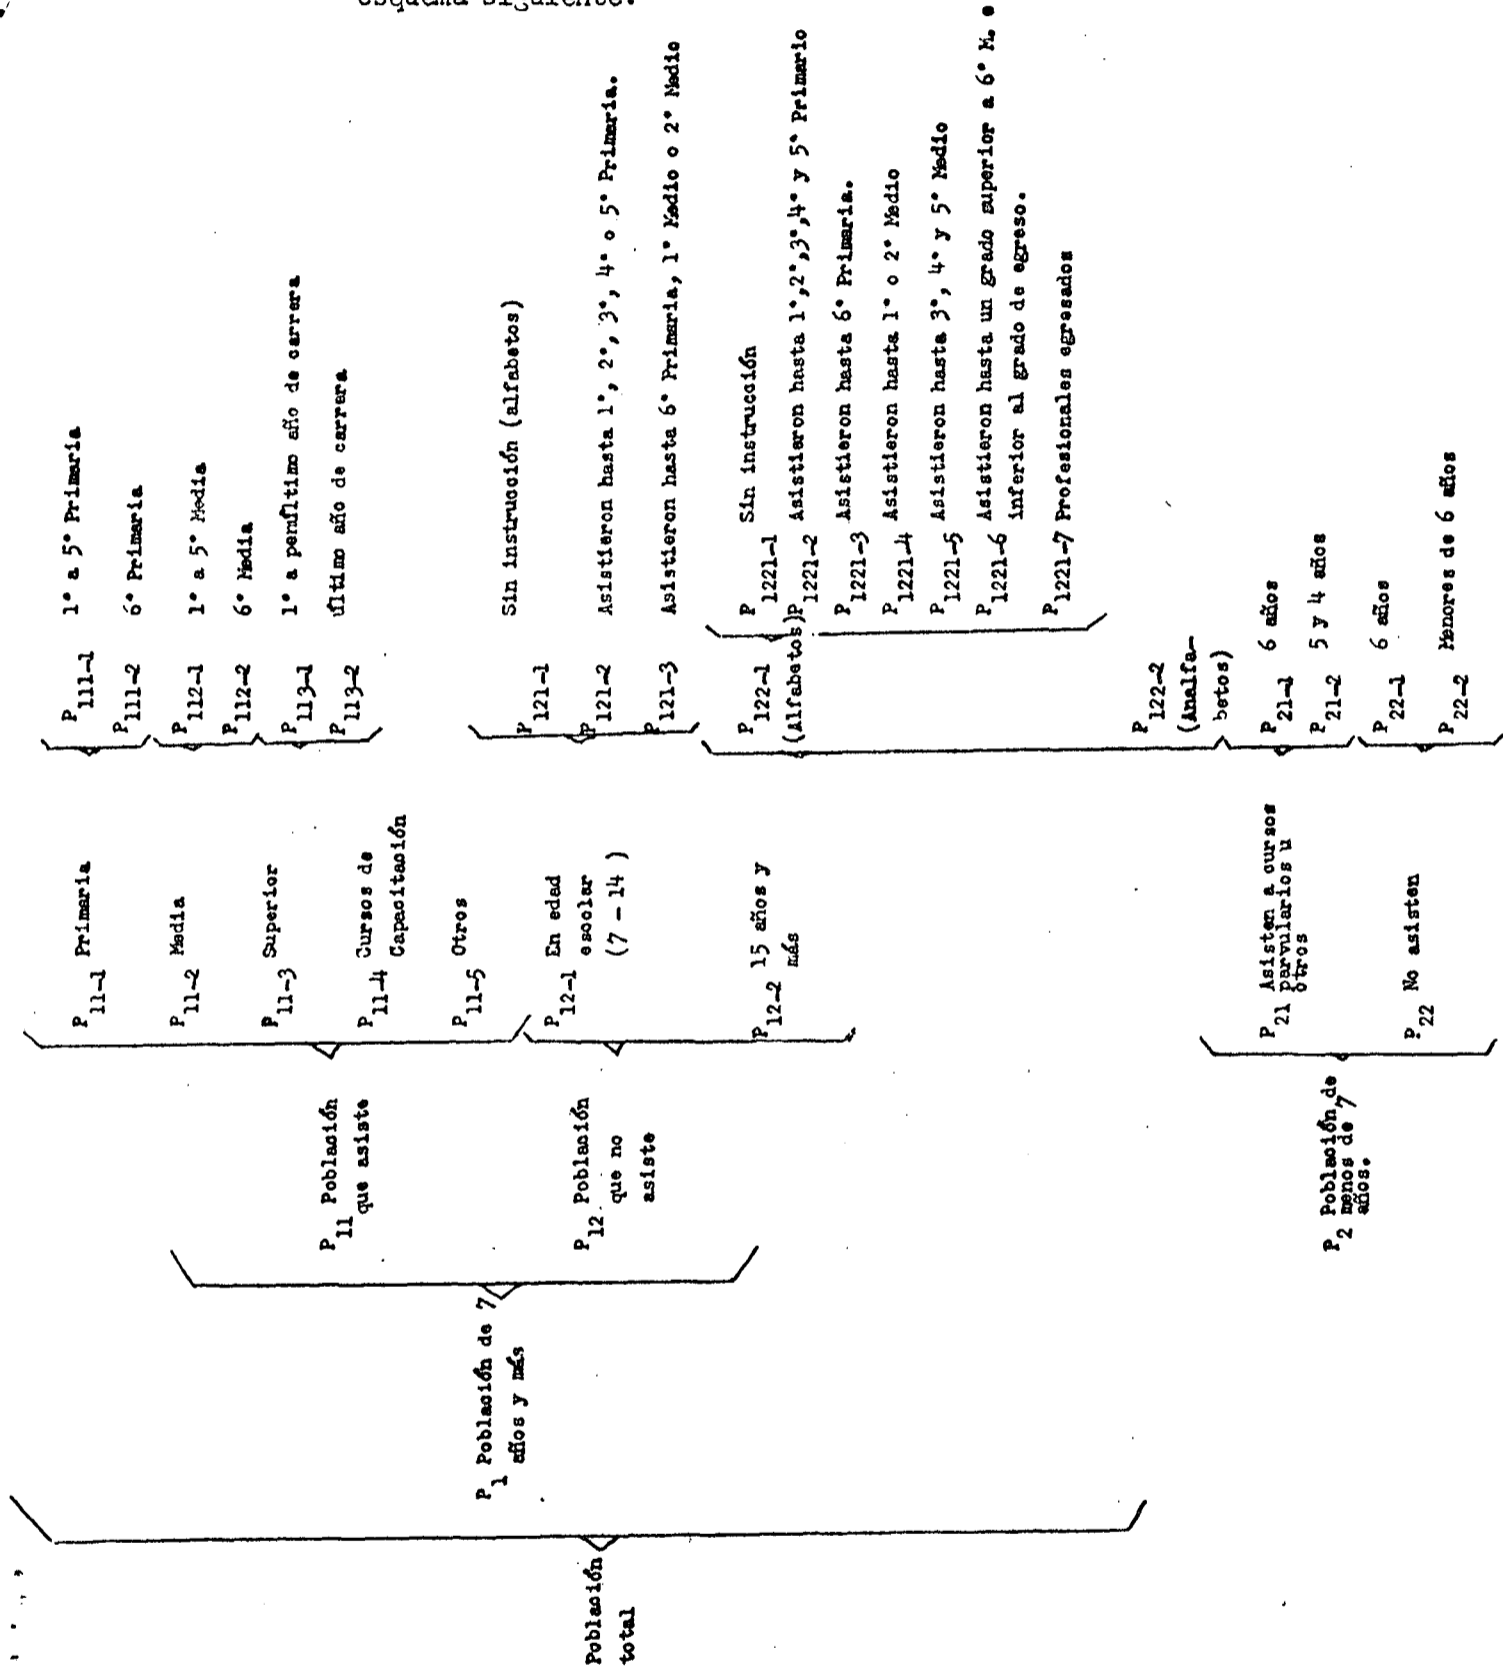 esquema siguiente:
Población
total
P1 Población de 7
años y más
P11 Población
que asiste
P12. Población
que no
asiste
P2 Población de
menos de 7
años.
P11-1 Primaria
P11-2 Media
P11-3 Superior
P11-4 Cursos de
Capacitación
P11-5 Otros
P12-1 En edad
escolar
(7 - 14 )
P12-2 15 años y
más
P21 Asisten a cursos
parvularios u
otros
P22 No asisten
P111-1 1° a 5° Primaria
P111-2 6° Primaria
P112-1 1° a 5° Media
P112-2 6° Media
P113-1 1° a penúltimo año de carrera
P113-2 último año de carrera
P121-1 Sin instrucción (alfabetos)
P121-2 Asistieron hasta 1°, 2°, 3°, 4° o 5° Primaria.
P121-3 Asistieron hasta 6° Primaria, 1° Medio o 2° Medio
P122-1
(Alfabetos)
P1221-1 Sin instrucción
P1221-2 Asistieron hasta 1°,2°,3°,4° y 5° Primario
P1221-3 Asistieron hasta 6° Primaria.
P1221-4 Asistieron hasta 1° o 2° Medio
P1221-5 Asistieron hasta 3°, 4° y 5° Medio
P1221-6 Asistieron hasta un grado superior a 6° M. e
inferior al grado de egreso.
P1221-7 Profesionales egresados
P122-2
(Analfa-
betos)
P21-1 6 años
P21-2 5 y 4 años
P22-1 6 años
P22-2 Menores de 6 años